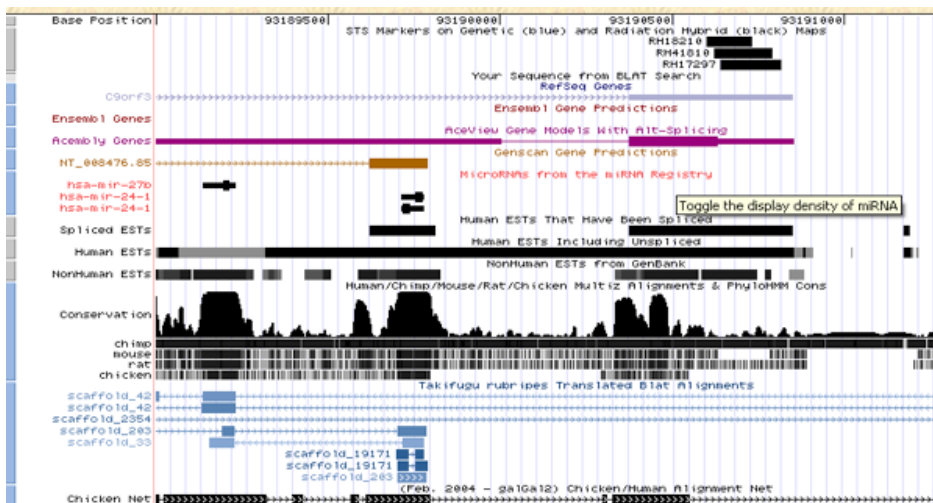 Base Position 93189500 93190000 93190500 93191000
STS Markers on Genetic (blue) and Radiation Hybrid (black) Maps
RH18210
RH41810
RH17297
Your Sequence from BLAT Search
RefSeq Genes
C9orf3
Ensembl Gene Predictions
Ensembl Genes
AceView Gene Models With Alt-Splicing
Acembly Genes
Genscan Gene Predictions
NT_008476.85
MicroRNAs from the miRNA Registry
hsa-mir-27b
hsa-mir-24-1
hsa-mir-24-1
Toggle the display density of miRNA
Human ESTs That Have Been Spliced
Spliced ESTs
Human ESTs Including Unspliced
Human ESTs
NonHuman ESTs from GenBank
NonHuman ESTs
Human/Chimp/Mouse/Rat/Chicken Multiz Alignments & PhyloHMM Cons
Conservation
chimp
mouse
rat
chicken
Takifugu rubripes Translated Blat Alignments
scaffold_42
scaffold_42
scaffold_2354
scaffold_203
scaffold_33
scaffold_19171
scaffold_19171
scaffold_203
(Feb. 2004 - galGal2) Chicken/Human Alignment Net
Chicken Net